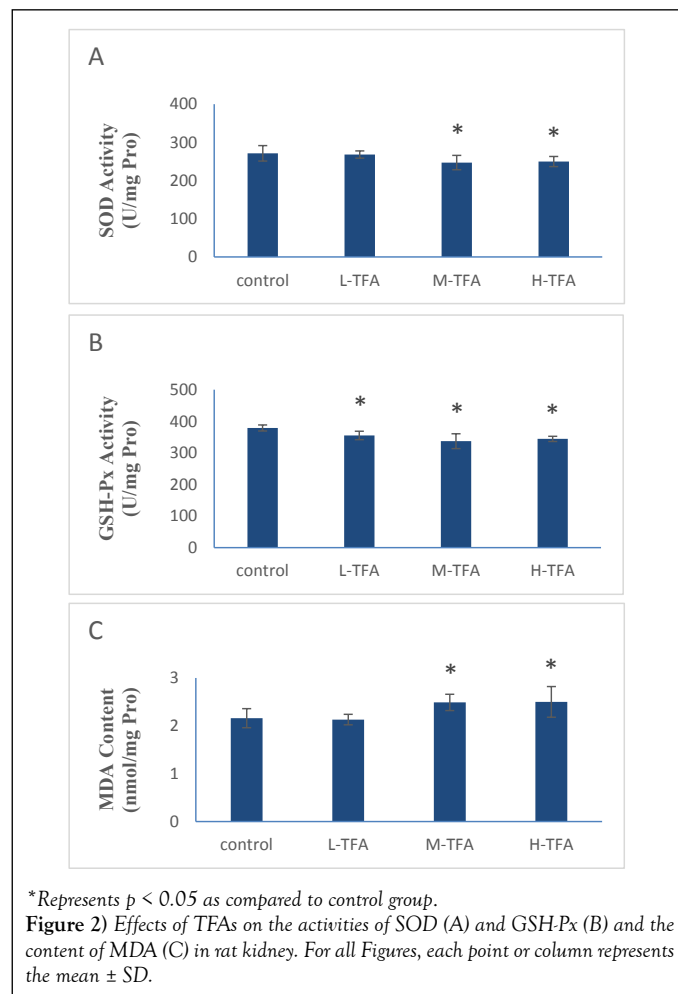 A
SOD Activity
(U/mg Pro)
400
300
200
100
0
* *
control L-TFA M-TFA H-TFA
B
GSH-Px Activity
(U/mg Pro)
500
400
300
200
100
0
* * *
control L-TFA M-TFA H-TFA
C
MDA Content
(nmol/mg Pro)
3
2
1
0
* *
control L-TFA M-TFA H-TFA
*Represents p < 0.05 as compared to control group.
Figure 2) Effects of TFAs on the activities of SOD (A) and GSH-Px (B) and the
content of MDA (C) in rat kidney. For all Figures, each point or column represents
the mean ± SD.